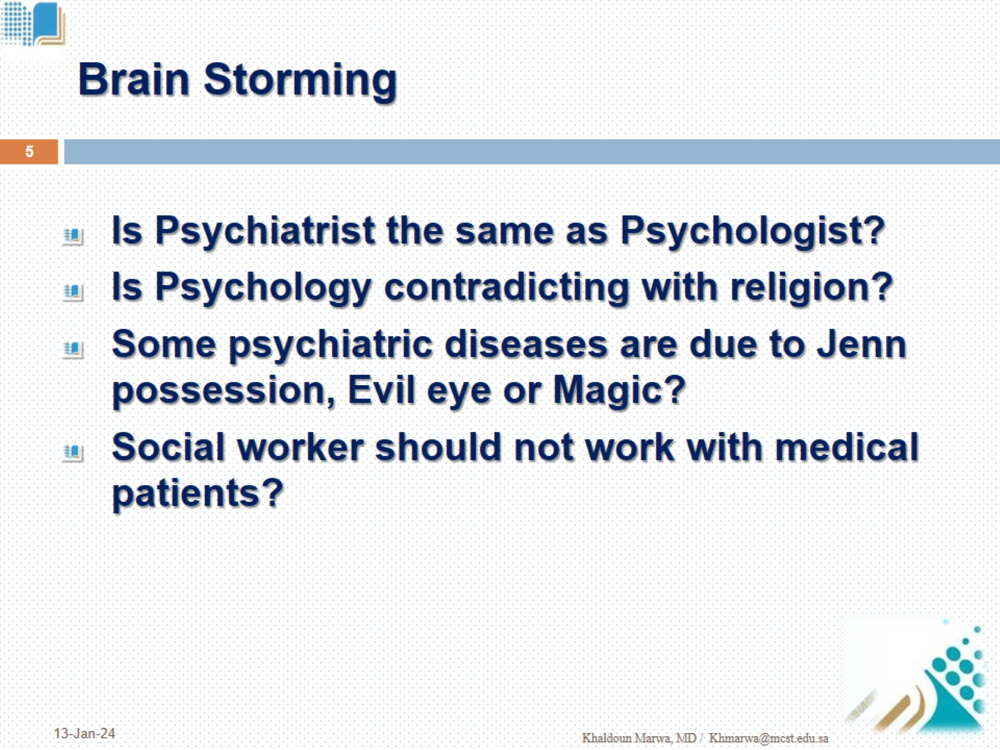 Brain Storming
5
Is Psychiatrist the same as Psychologist?
Is Psychology contradicting with religion?
Some psychiatric diseases are due to Jenn
possession, Evil eye or Magic?
Social worker should not work with medical
patients?
13-Jan-24
Khaldoun Marwa, MD / Khmarwa@mcst.edu.sa